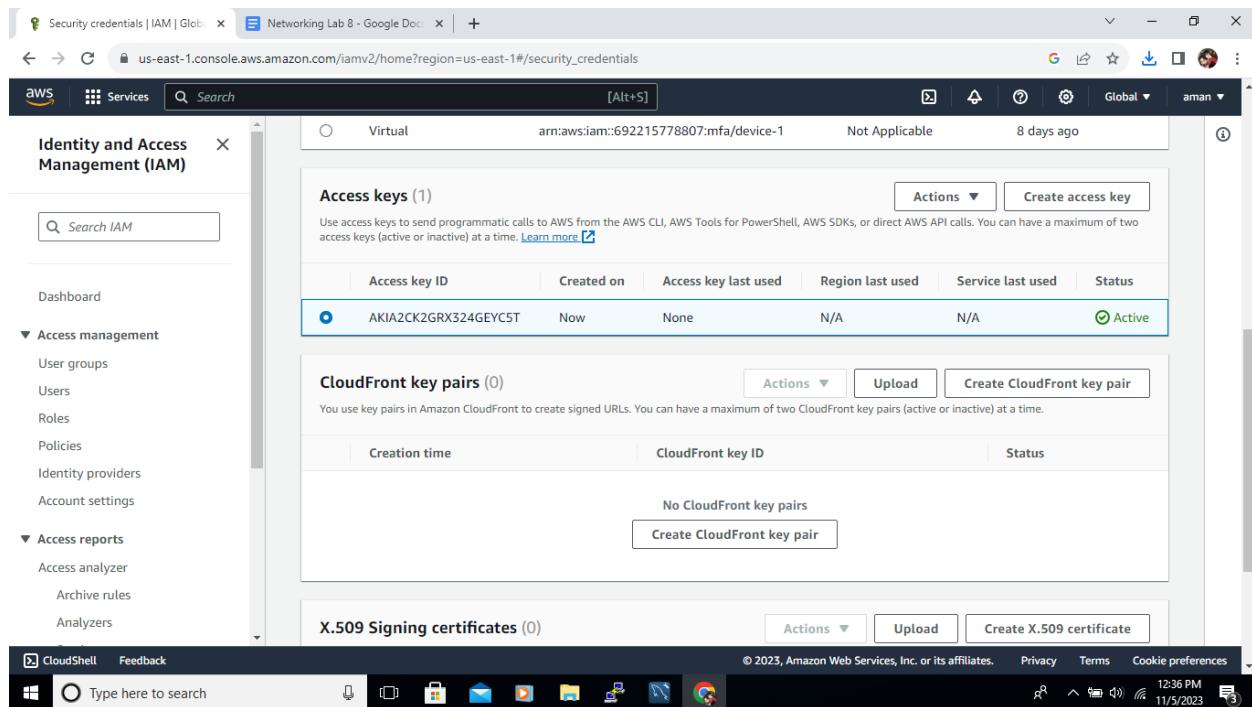 Security credentials | IAM | Glob
Networking Lab 8 - Google Doc
us-east-1.console.aws.amazon.com/iamv2/home?region=us-east-1#/security_credentials
aws
Services
Search
[Alt+S]
Global
aman
Identity and Access
Management (IAM)
Search IAM
Dashboard
Access management
User groups
Users
Roles
Policies
Identity providers
Account settings
Access reports
Access analyzer
Archive rules
Analyzers
Virtual arn:aws:iam::692215778807:mfa/device-1 Not Applicable 8 days ago
Access keys (1)
Actions
Create access key
Use access keys to send programmatic calls to AWS from the AWS CLI, AWS Tools for PowerShell, AWS SDKs, or direct AWS API calls. You can have a maximum of two
access keys (active or inactive) at a time. Learn more
Access key ID Created on Access key last used Region last used Service last used Status
AKIA2CK2GRX324GEYC5T Now None N/A N/A Active
CloudFront key pairs (0)
Actions
Upload
Create CloudFront key pair
You use key pairs in Amazon CloudFront to create signed URLs. You can have a maximum of two CloudFront key pairs (active or inactive) at a time.
Creation time CloudFront key ID Status
No CloudFront key pairs
Create CloudFront key pair
X.509 Signing certificates (0)
Actions
Upload
Create X.509 certificate
CloudShell Feedback
© 2023, Amazon Web Services, Inc. or its affiliates. Privacy Terms Cookie preferences
Type here to search
12:36 PM
11/5/2023
3